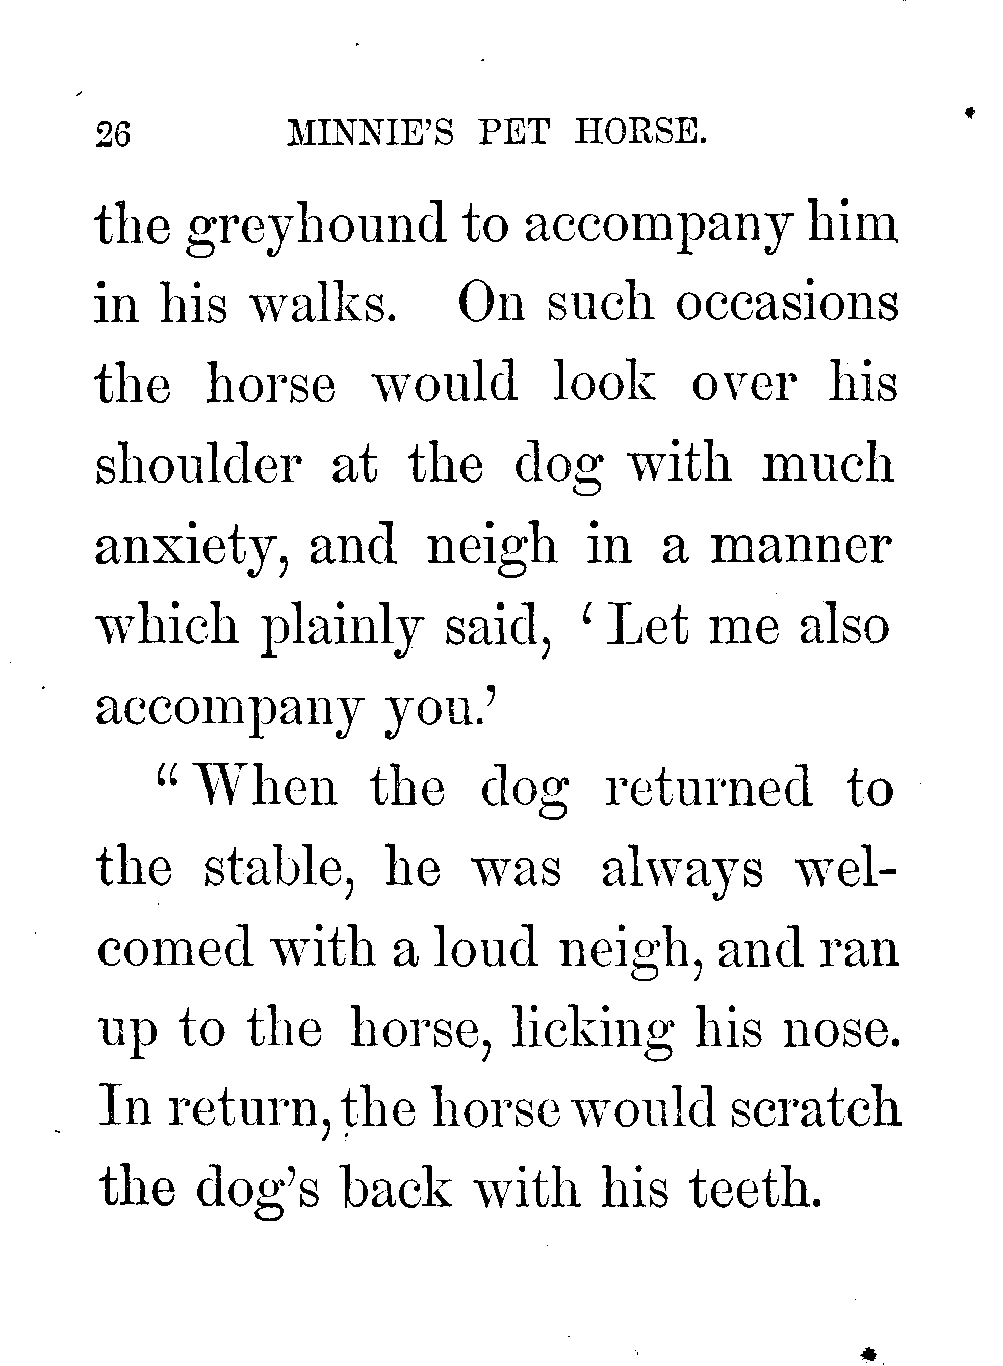 26 MINNIE'S PET HORSE.
the greyhound to accompany him
in his walks. On such occasions
the horse would look over his
shoulder at the dog with much
anxiety, and neigh in a manner
which plainly said, ‘Let me also
accompany you.’
“When the dog returned to
the stable, he was always wel-
comed with a loud neigh, and ran
up to the horse, licking his nose.
In return, the horse would scratch
the dog's back with his teeth.